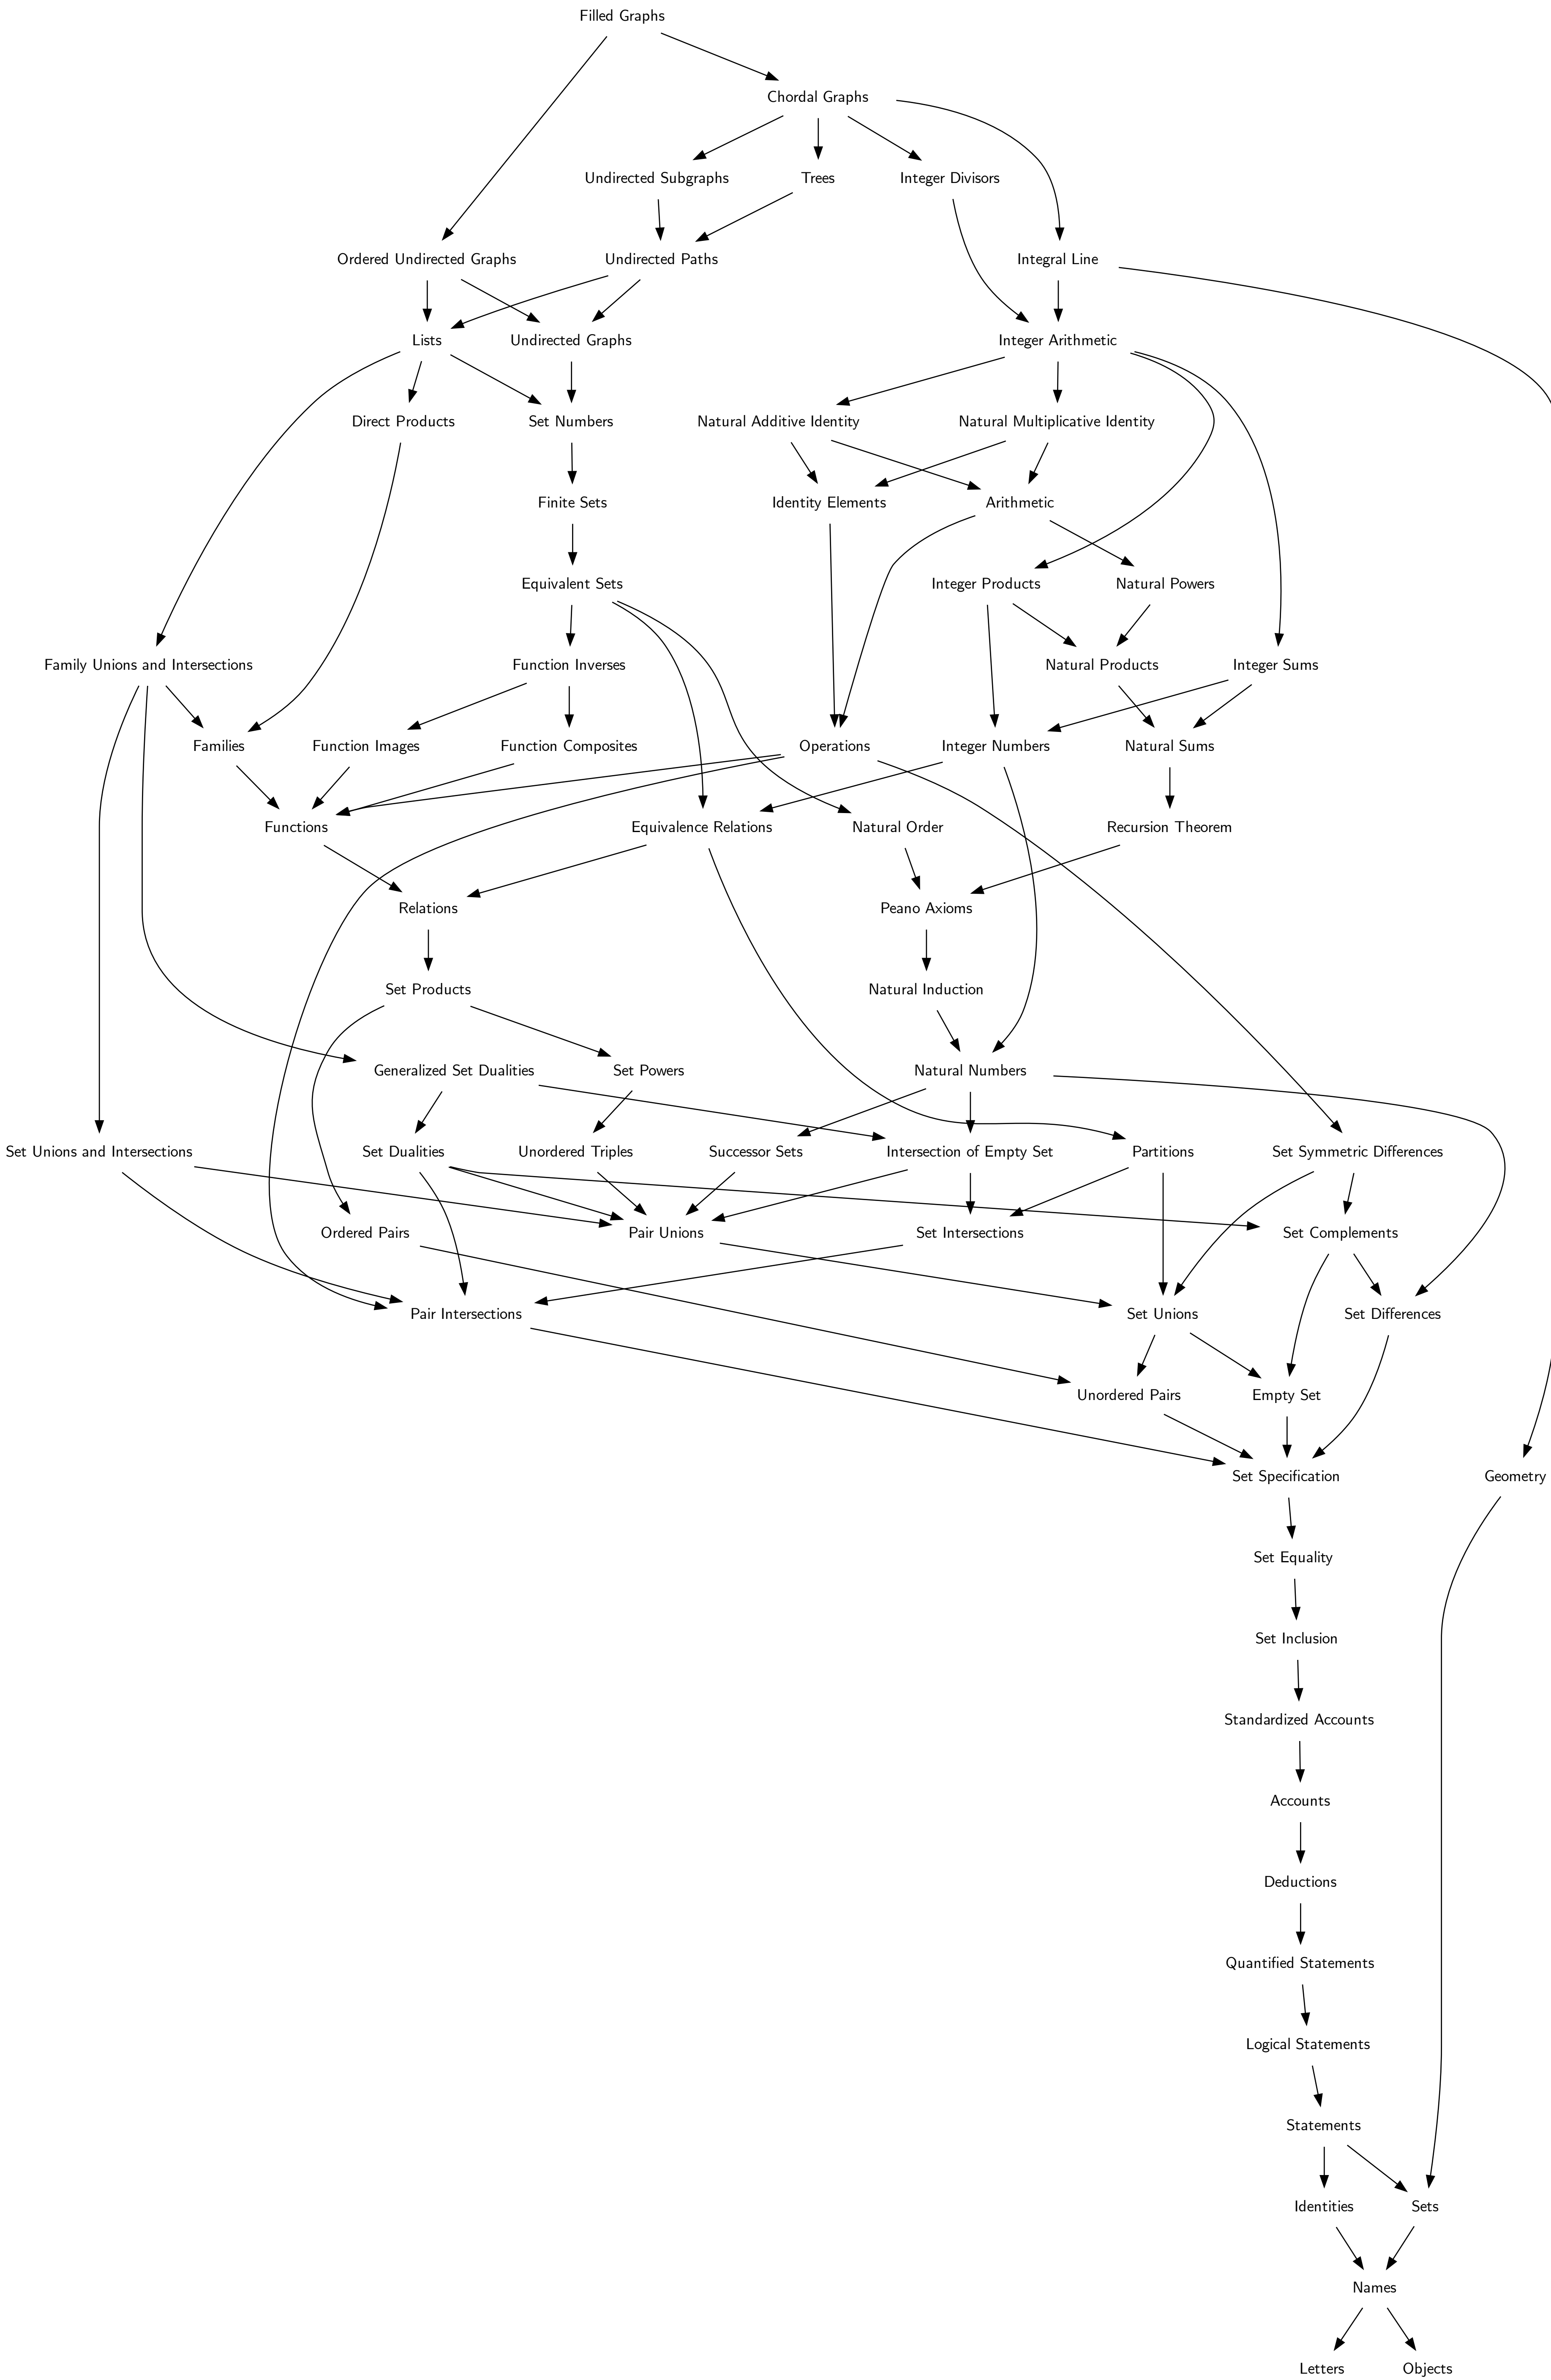 Filled Graphs
Chordal Graphs
Undirected Subgraphs
Trees
Integer Divisors
Ordered Undirected Graphs
Undirected Paths
Integral Line
Lists
Undirected Graphs
Integer Arithmetic
Direct Products
Set Numbers
Natural Additive Identity
Natural Multiplicative Identity
Finite Sets
Identity Elements
Arithmetic
Equivalent Sets
Integer Products
Natural Powers
Family Unions and Intersections
Function Inverses
Natural Products
Integer Sums
Families
Function Images
Function Composites
Operations
Integer Numbers
Natural Sums
Functions
Equivalence Relations
Natural Order
Recursion Theorem
Relations
Peano Axioms
Set Products
Natural Induction
Generalized Set Dualities
Set Powers
Natural Numbers
Set Unions and Intersections
Set Dualities
Unordered Triples
Successor Sets
Intersection of Empty Set
Partitions
Set Symmetric Differences
Ordered Pairs
Pair Unions
Set Intersections
Set Complements
Pair Intersections
Set Unions
Set Differences
Unordered Pairs
Empty Set
Set Specification
Geometry
Set Equality
Set Inclusion
Standardized Accounts
Accounts
Deductions
Quantified Statements
Logical Statements
Statements
Identities
Sets
Names
Letters
Objects